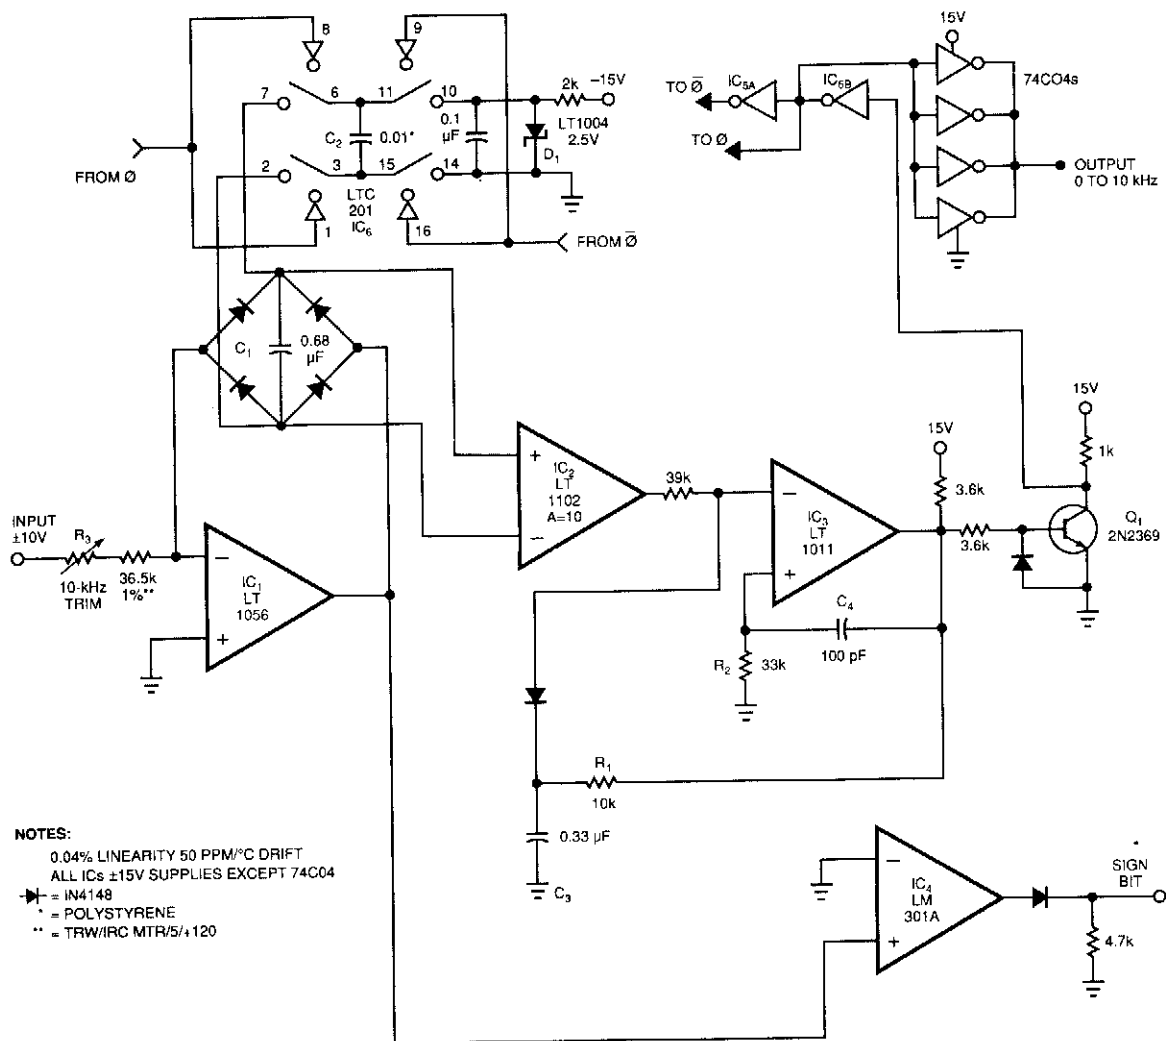 8
9
15V
7
6
11
10
2k
–15V
IC5A
IC5B
74CO4s
TO Ø̅
C2
0.01*
0.1
µF
LT1004
2.5V
TO Ø
D1
FROM Ø
2
3
15
14
OUTPUT
0 TO 10 kHz
LTC
201
IC6
1
16
FROM Ø̅
C1
0.68
µF
15V
15V
1k
INPUT
±10V
R3
10-kHz
TRIM
36.5k
1%**
–
+
IC1
LT
1056
+
–
IC2
LT
1102
A=10
39k
–
+
IC3
LT
1011
3.6k
3.6k
Q1
2N2369
C4
100 pF
R2
33k
R1
10k
0.33 µF
C3
NOTES:
0.04% LINEARITY 50 PPM/°C DRIFT
ALL ICs ±15V SUPPLIES EXCEPT 74C04
= IN4148
* = POLYSTYRENE
** = TRW/IRC MTR/5/+120
–
+
IC4
LM
301A
SIGN
BIT
4.7k